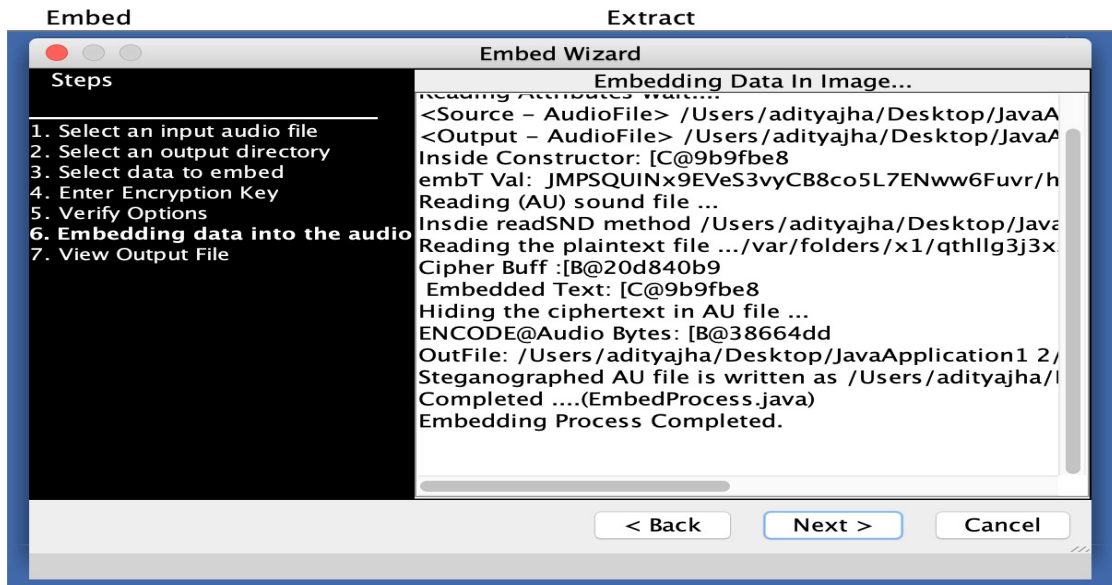 Embed
Extract
Embed Wizard
Steps
1. Select an input audio file
2. Select an output directory
3. Select data to embed
4. Enter Encryption Key
5. Verify Options
6. Embedding data into the audio
7. View Output File
Embedding Data In Image...
Reading Attributes Wait....
<Source – AudioFile> /Users/adityajha/Desktop/JavaA
<Output – AudioFile> /Users/adityajha/Desktop/JavaA
Inside Constructor: [C@9b9fbe8
embT Val:  JMPSQUINx9EVeS3vyCB8co5L7ENww6Fuvr/h
Reading (AU) sound file ...
Insdie readSND method /Users/adityajha/Desktop/Java
Reading the plaintext file .../var/folders/x1/qthllg3j3x
Cipher Buff :[B@20d840b9
Embedded Text: [C@9b9fbe8
Hiding the ciphertext in AU file ...
ENCODE@Audio Bytes: [B@38664dd
OutFile: /Users/adityajha/Desktop/JavaApplication1 2/
Steganographed AU file is written as /Users/adityajha/
Completed ....(EmbedProcess.java)
Embedding Process Completed.
< Back
Next >
Cancel